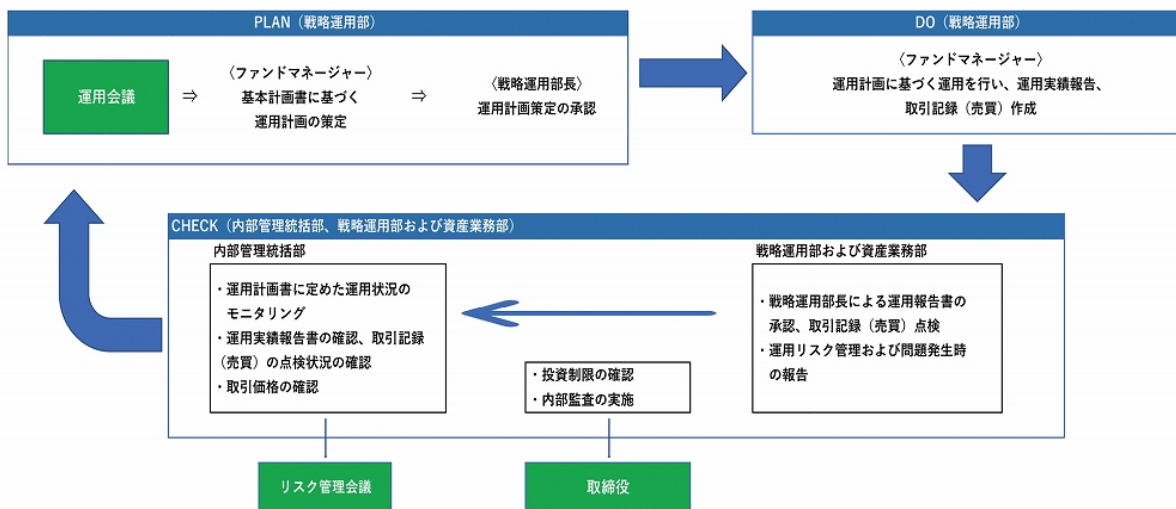 PLAN（戦略運用部）
運用会議
⇒
〈ファンドマネージャー〉
基本計画書に基づく
運用計画の策定
⇒
〈戦略運用部長〉
運用計画策定の承認
DO（戦略運用部）
〈ファンドマネージャー〉
運用計画に基づく運用を行い、運用実績報告、
取引記録（売買）作成
CHECK（内部管理統括部、戦略運用部および資産業務部）
内部管理統括部
・運用計画書に定めた運用状況の
モニタリング
・運用実績報告書の確認、取引記録
（売買）の点検状況の確認
・取引価格の確認
・投資制限の確認
・内部監査の実施
戦略運用部および資産業務部
・戦略運用部長による運用報告書の
承認、取引記録（売買）点検
・運用リスク管理および問題発生時
の報告
リスク管理会議
取締役